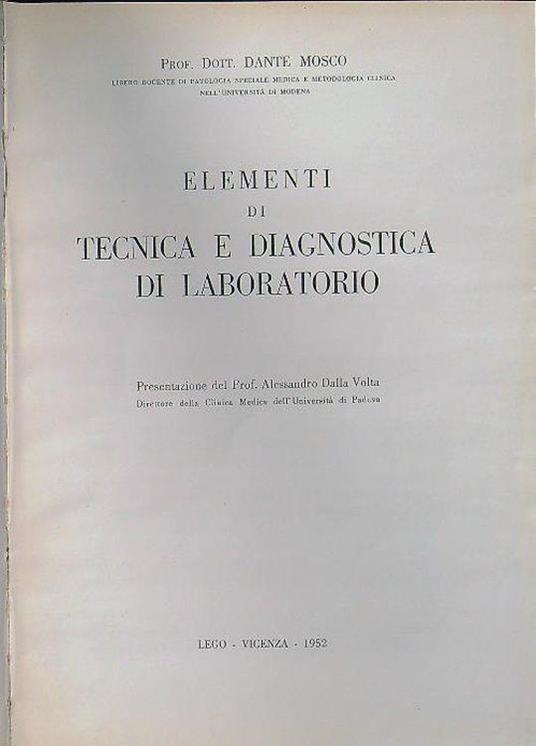 PROF. DOTT. DANTE MOSCO
LIBERO DOCENTE DI PATOLOGIA SPECIALE MEDICA E METODOLOGIA CLINICA
NELL'UNIVERSITÀ DI MODENA
ELEMENTI
DI
TECNICA E DIAGNOSTICA
DI LABORATORIO
Presentazione del Prof. Alessandro Dalla Volta
Direttore della Clinica Medica dell'Università di Padova
LEGO - VICENZA - 1952